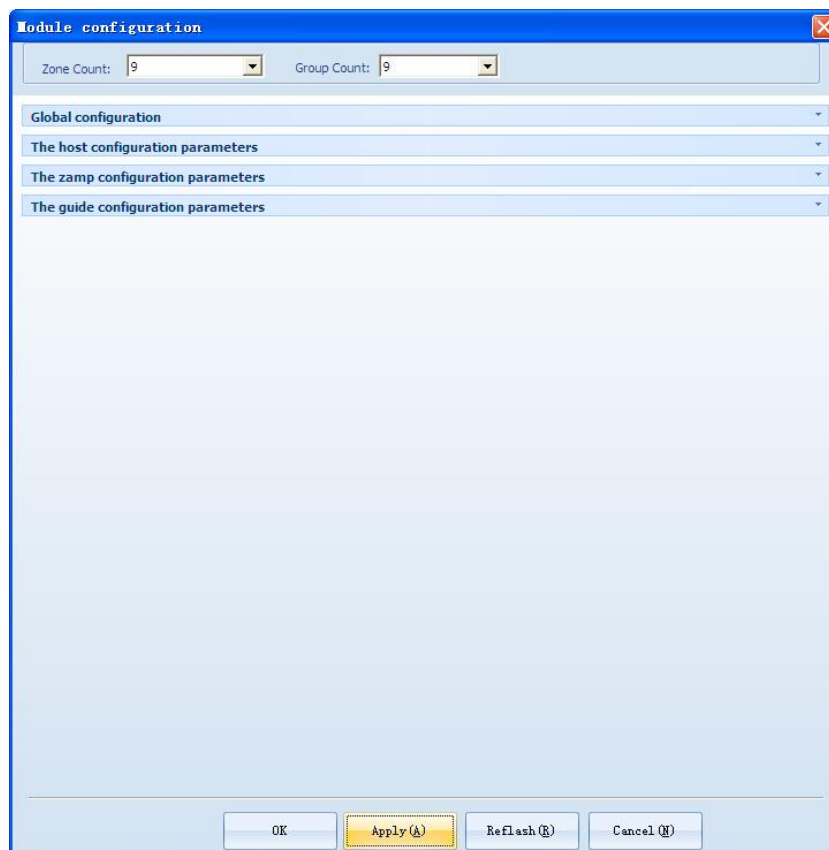 Module configuration
Zone Count: 9 Group Count: 9
Global configuration
The host configuration parameters
The zamp configuration parameters
The guide configuration parameters
OK Apply(A) Reflash(R) Cancel(N)